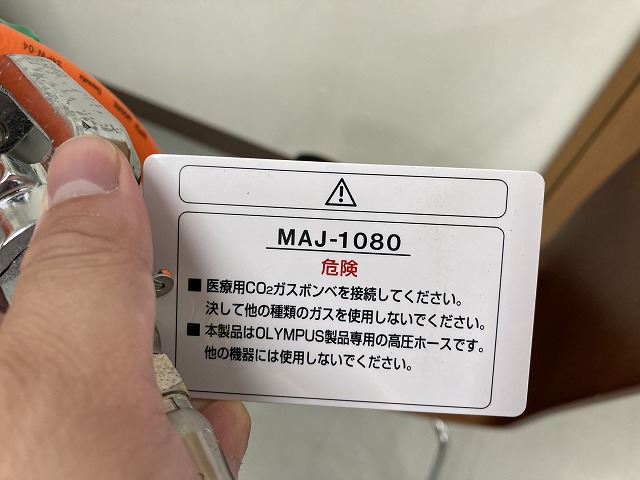 MAJ-1080
危険
■ 医療用CO₂ガスボンベを接続してください。
決して他の種類のガスを使用しないでください。
■ 本製品はOLYMPUS製品専用の高圧ホースです。
他の機器には使用しないでください。